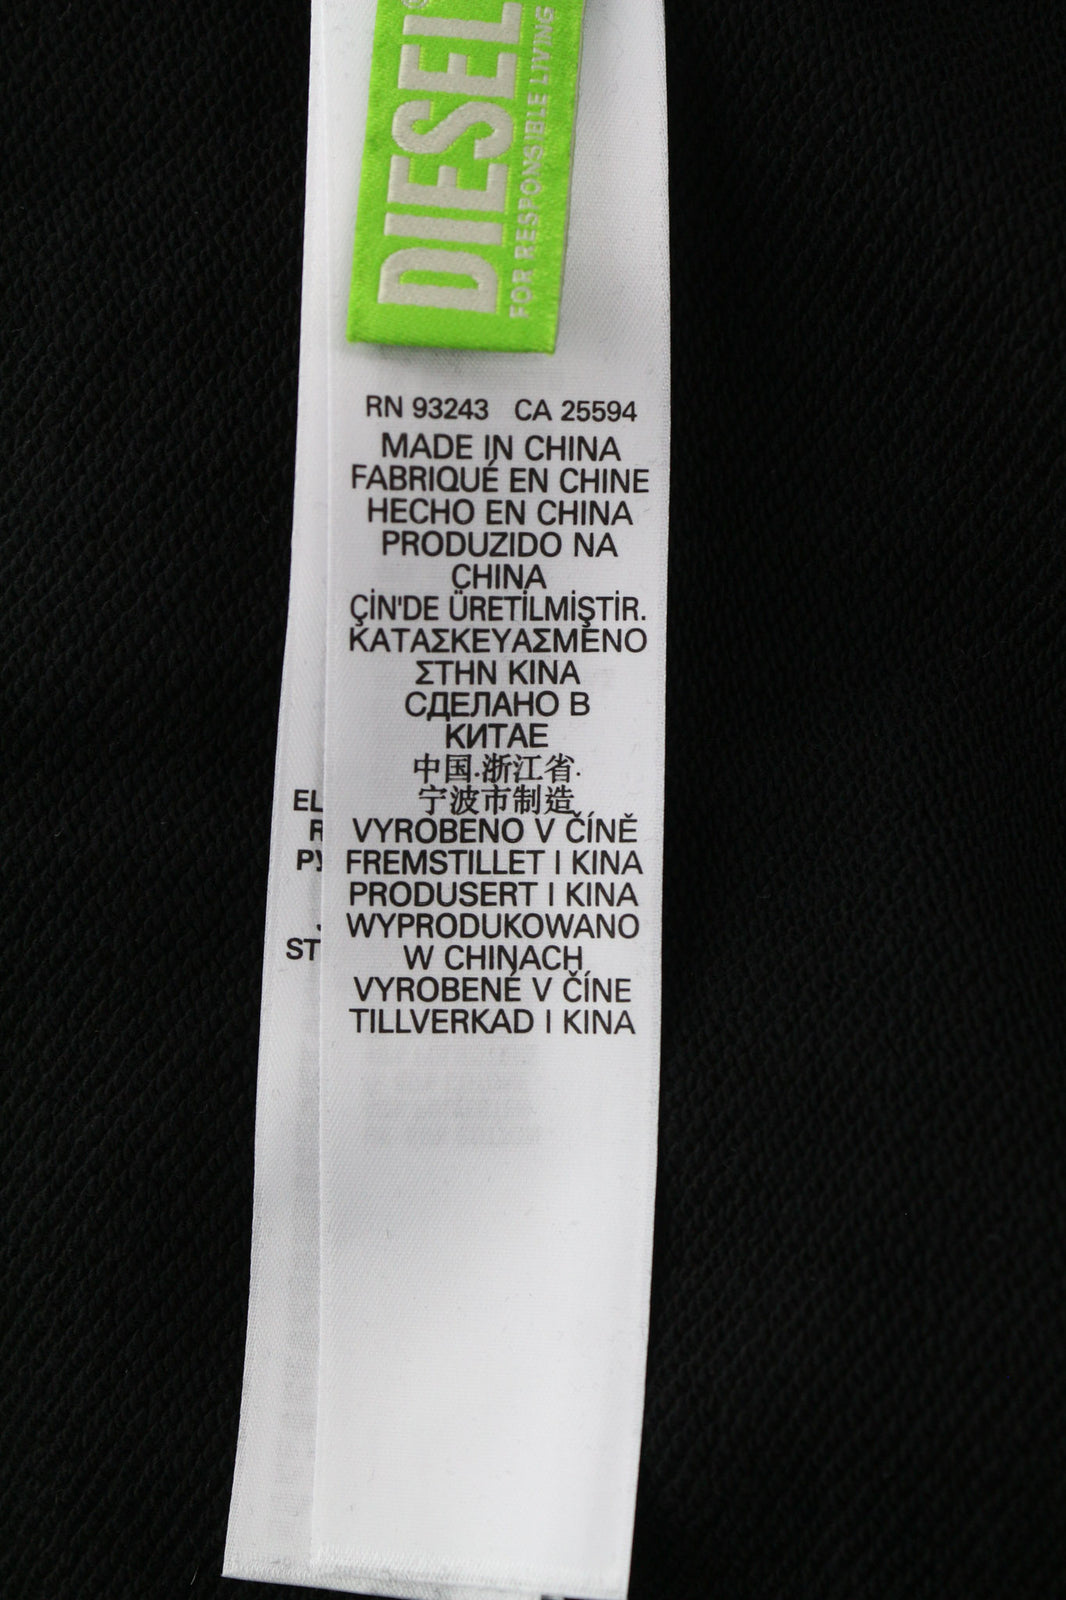 DIESEL
FOR RESPONSIBLE LIVING
RN 93243 CA 25594
MADE IN CHINA
FABRIQUÉ EN CHINE
HECHO EN CHINA
PRODUZIDO NA
CHINA
ÇİN'DE ÜRETİLMİŞTİR.
ΚΑΤΑΣΚΕΥΑΣΜΕΝΟ
ΣΤΗΝ ΚΙΝΑ
СДЕЛАНО В
КИТАЕ
中国.浙江省.
宁波市制造
VYROBENO V ČÍNĚ
FREMSTILLET I KINA
PRODUSERT I KINA
WYPRODUKOWANO
W CHINACH
VYROBENÉ V ČÍNE
TILLVERKAD I KINA